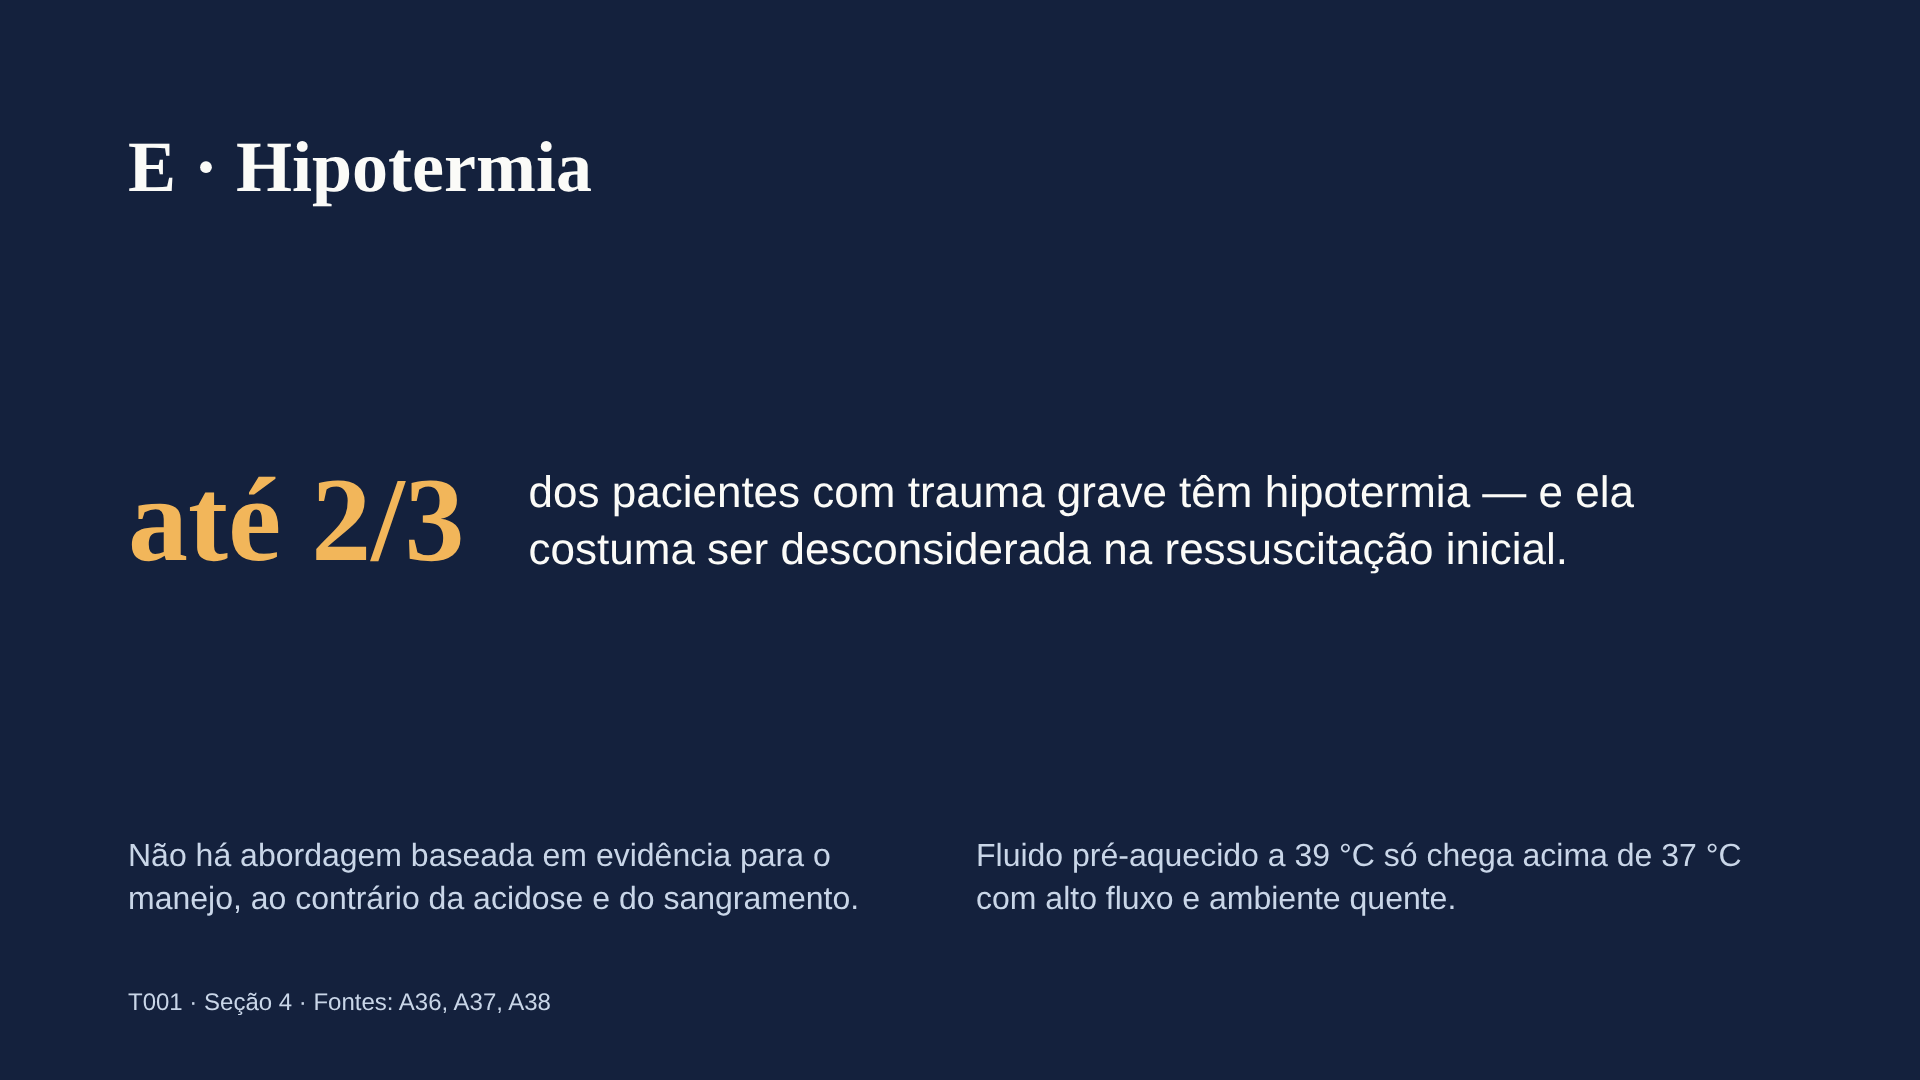 E · Hipotermia
até 2/3
dos pacientes com trauma grave têm hipotermia — e ela
costuma ser desconsiderada na ressuscitação inicial.
Não há abordagem baseada em evidência para o
manejo, ao contrário da acidose e do sangramento.
Fluido pré-aquecido a 39 °C só chega acima de 37 °C
com alto fluxo e ambiente quente.
T001 · Seção 4 · Fontes: A36, A37, A38